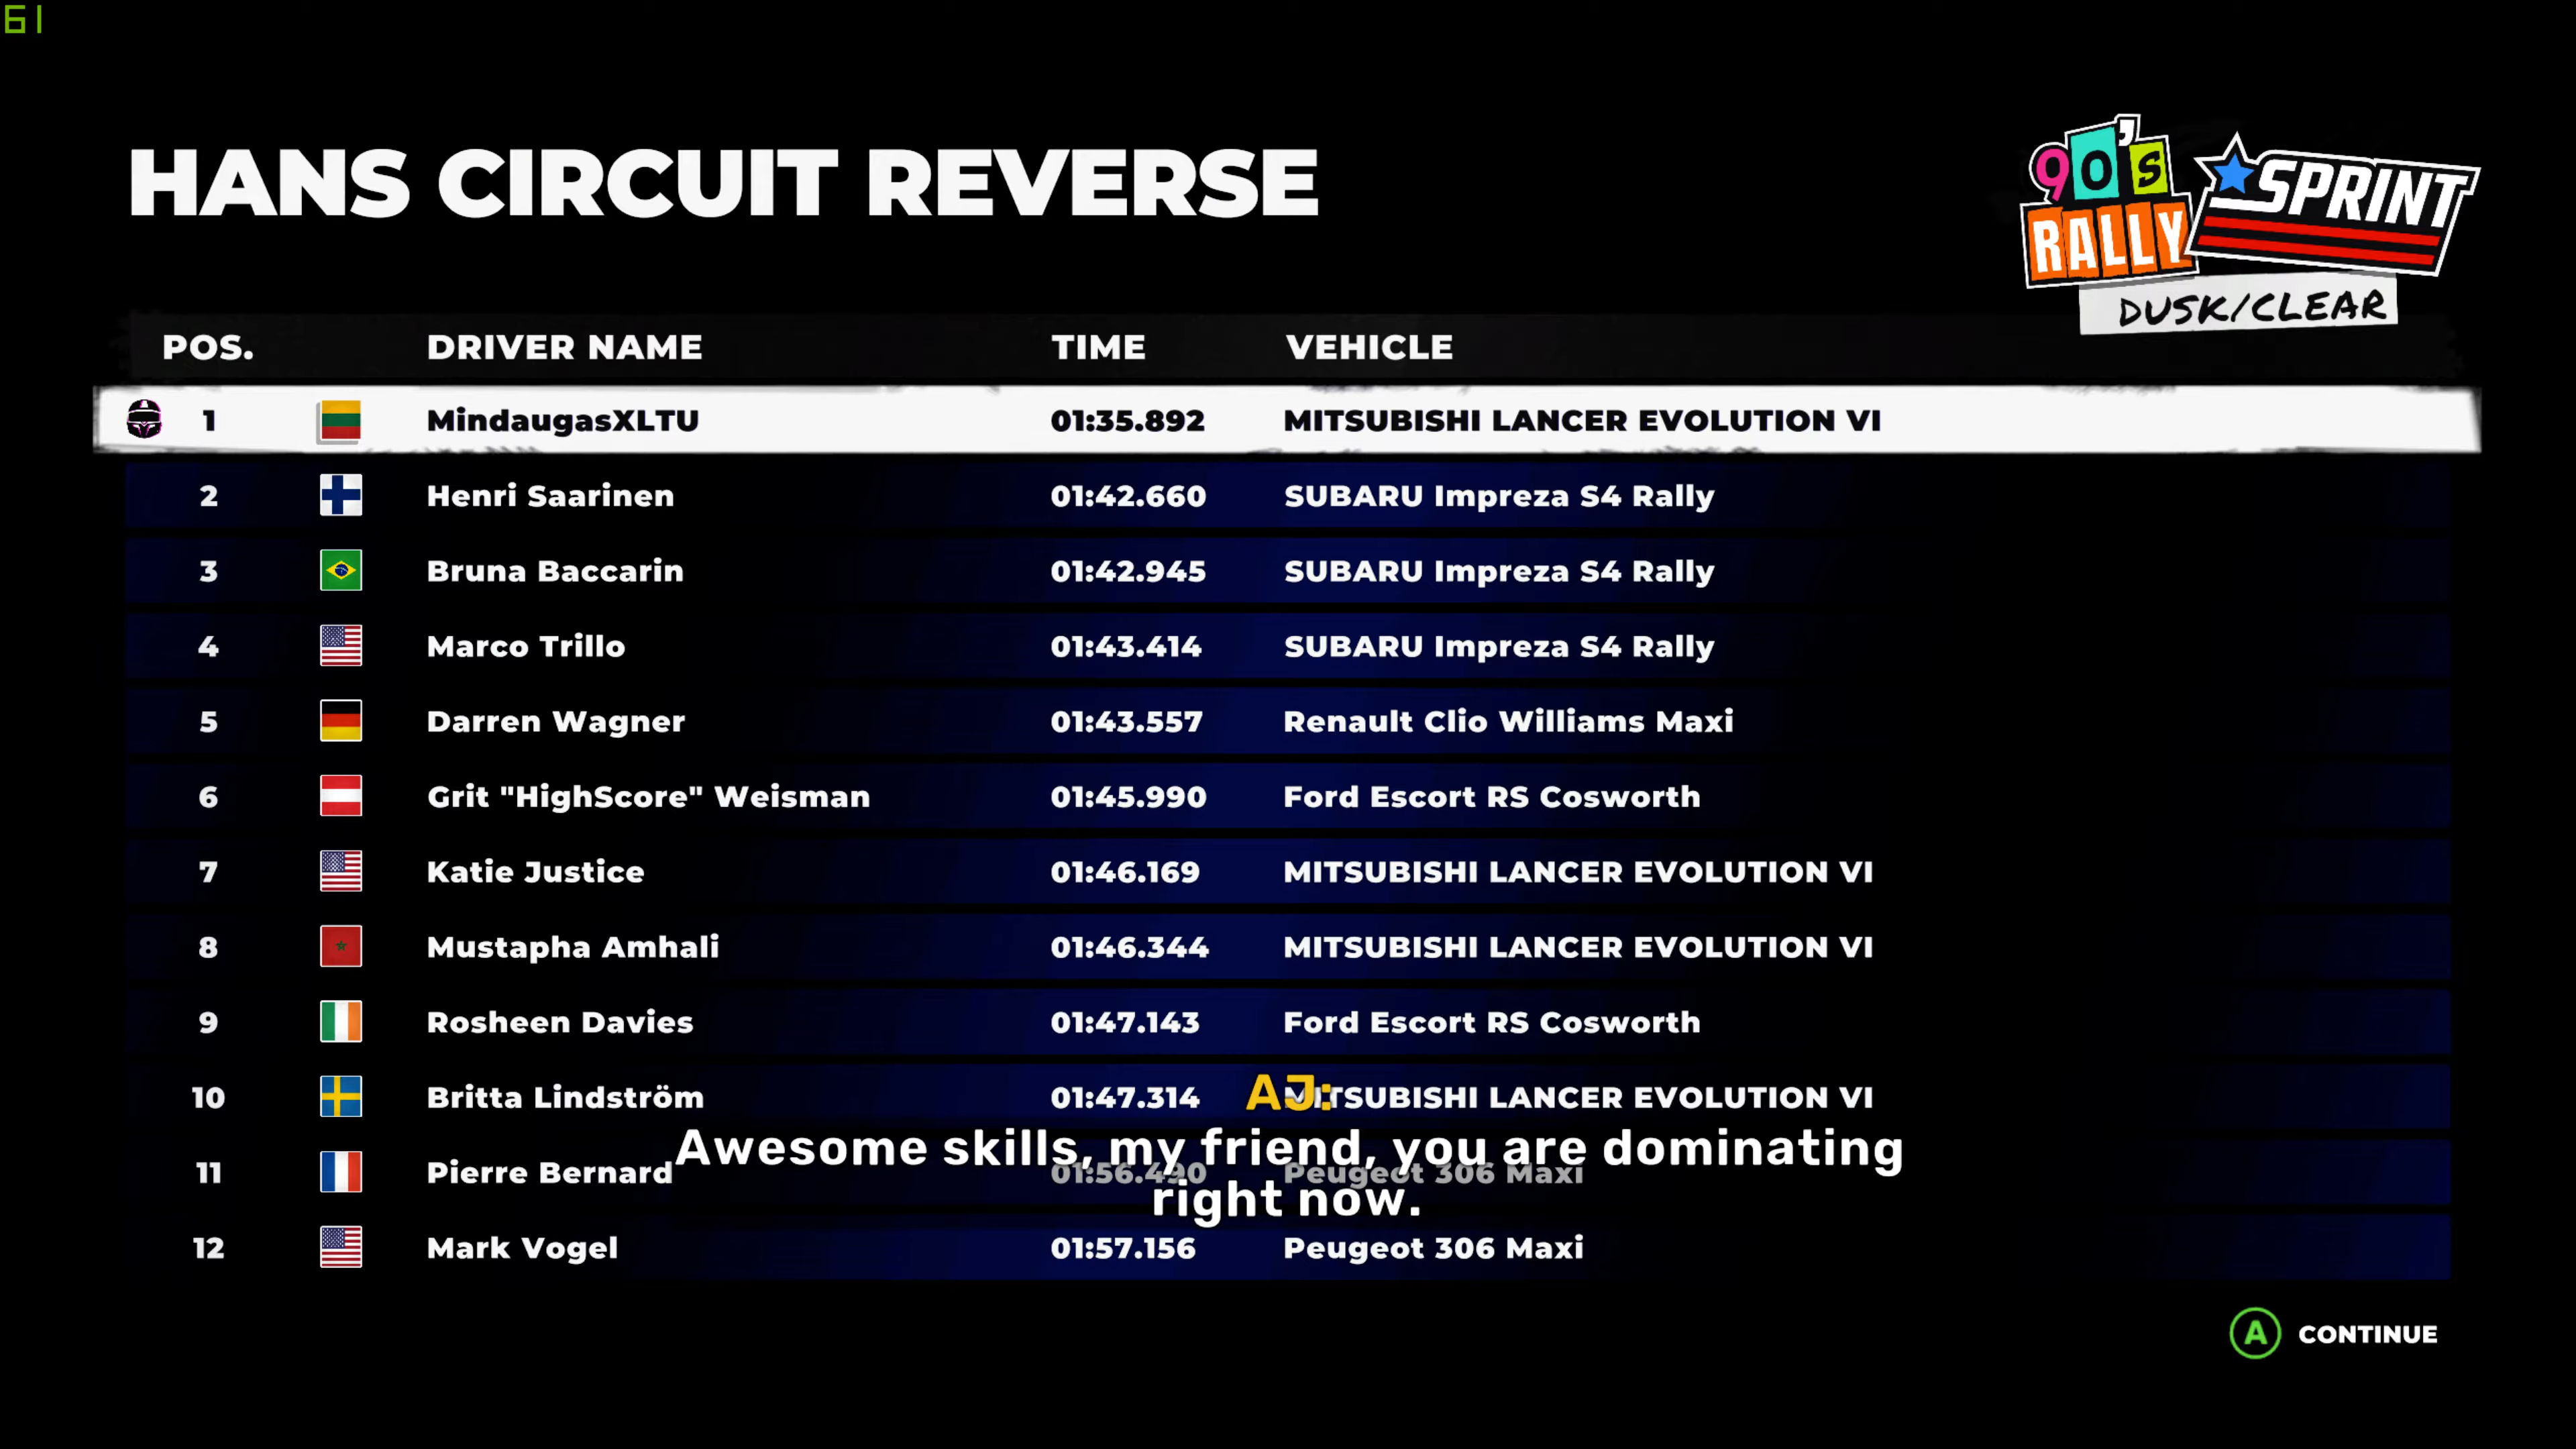 61
HANS CIRCUIT REVERSE
90's
RALLY
SPRINT
DUSK/CLEAR
POS. DRIVER NAME TIME VEHICLE
1 MindaugasXLTU 01:35.892 MITSUBISHI LANCER EVOLUTION VI
2 Henri Saarinen 01:42.660 SUBARU Impreza S4 Rally
3 Bruna Baccarin 01:42.945 SUBARU Impreza S4 Rally
4 Marco Trillo 01:43.414 SUBARU Impreza S4 Rally
5 Darren Wagner 01:43.557 Renault Clio Williams Maxi
6 Grit "HighScore" Weisman 01:45.990 Ford Escort RS Cosworth
7 Katie Justice 01:46.169 MITSUBISHI LANCER EVOLUTION VI
8 Mustapha Amhali 01:46.344 MITSUBISHI LANCER EVOLUTION VI
9 Rosheen Davies 01:47.143 Ford Escort RS Cosworth
10 Britta Lindström 01:47.314 MITSUBISHI LANCER EVOLUTION VI
AJ:
Awesome skills, my friend, you are dominating
right now.
11 Pierre Bernard 01:56.490 Peugeot 306 Maxi
12 Mark Vogel 01:57.156 Peugeot 306 Maxi
A CONTINUE